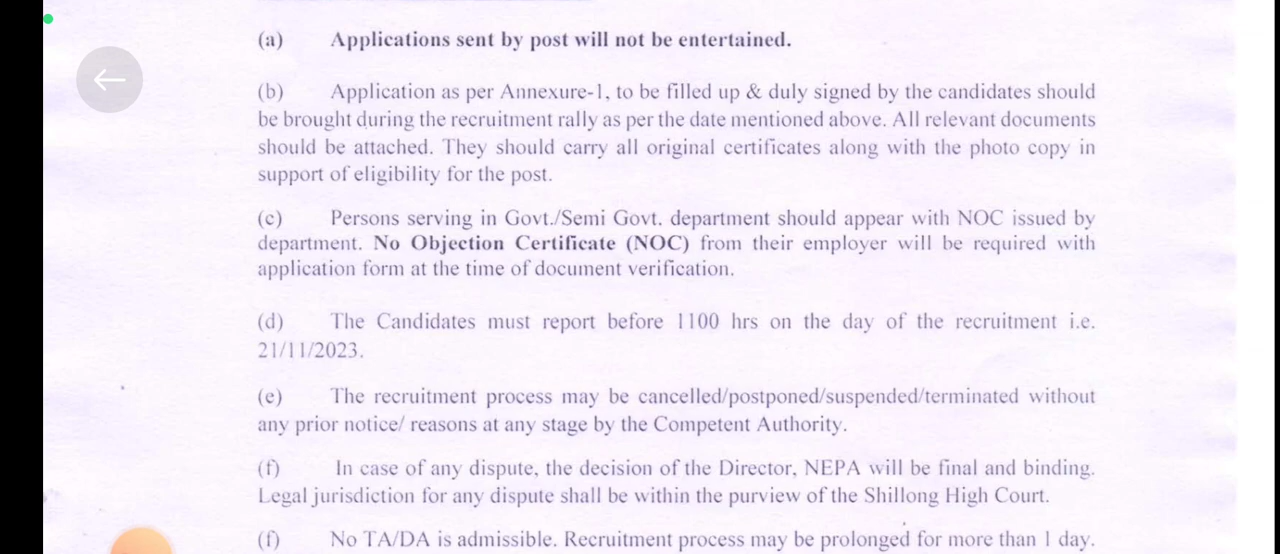 (a) Applications sent by post will not be entertained.
(b) Application as per Annexure-1, to be filled up & duly signed by the candidates should
be brought during the recruitment rally as per the date mentioned above. All relevant documents
should be attached. They should carry all original certificates along with the photo copy in
support of eligibility for the post.
(c) Persons serving in Govt./Semi Govt. department should appear with NOC issued by
department. No Objection Certificate (NOC) from their employer will be required with
application form at the time of document verification.
(d) The Candidates must report before 1100 hrs on the day of the recruitment i.e.
21/11/2023.
(e) The recruitment process may be cancelled/postponed/suspended/terminated without
any prior notice/ reasons at any stage by the Competent Authority.
(f) In case of any dispute, the decision of the Director, NEPA will be final and binding.
Legal jurisdiction for any dispute shall be within the purview of the Shillong High Court.
(f) No TA/DA is admissible. Recruitment process may be prolonged for more than 1 day.